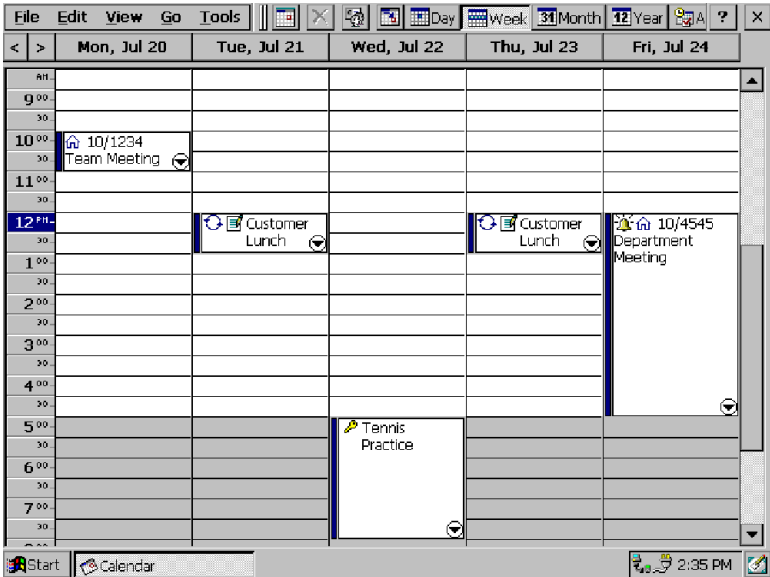 File Edit View Go Tools Day Week 31 Month 12 Year A ?
< > Mon, Jul 20 Tue, Jul 21 Wed, Jul 22 Thu, Jul 23 Fri, Jul 24
AM
9 00
30
10 00 10/1234
30 Team Meeting
11 00
30
12 PM Customer Customer 10/4545
30 Lunch Lunch Department
1 00 Meeting
30
2 00
30
3 00
30
4 00
30
5 00 Tennis
30 Practice
6 00
30
7 00
30
Start Calendar 2:35 PM